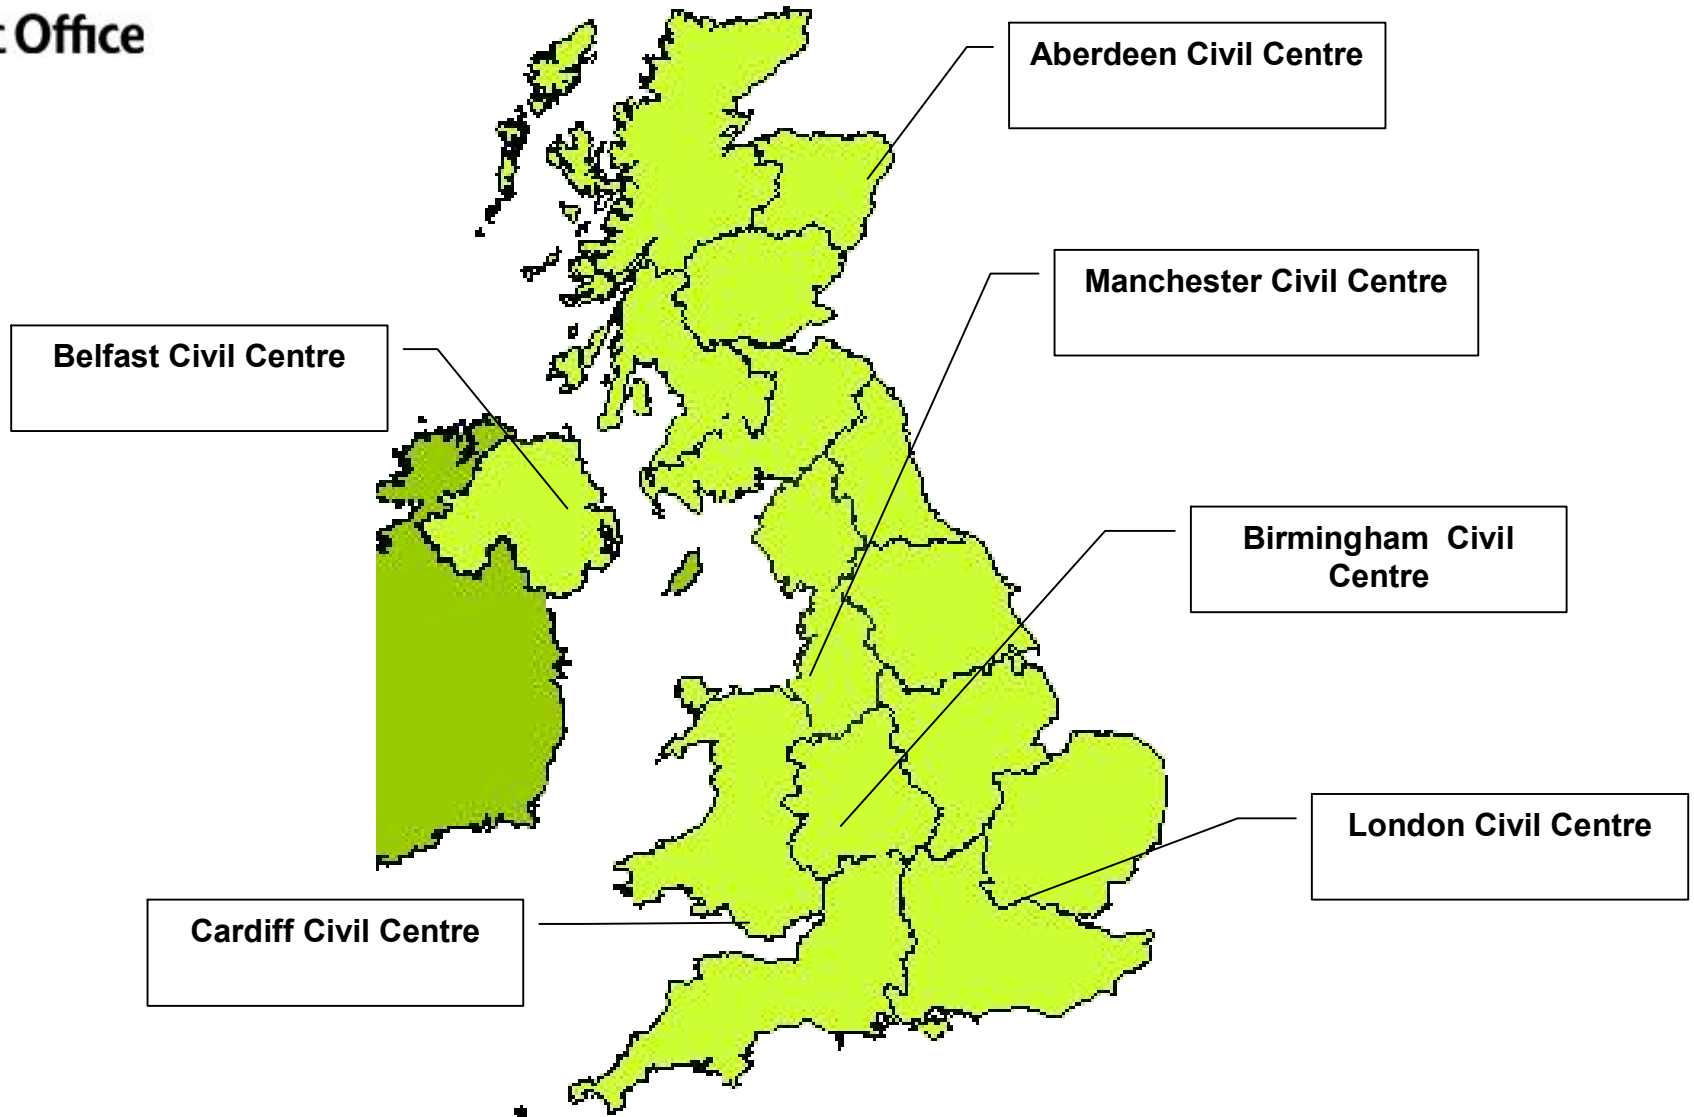 Office
Aberdeen Civil Centre
Manchester Civil Centre
Belfast Civil Centre
Birmingham Civil
Centre
London Civil Centre
Cardiff Civil Centre